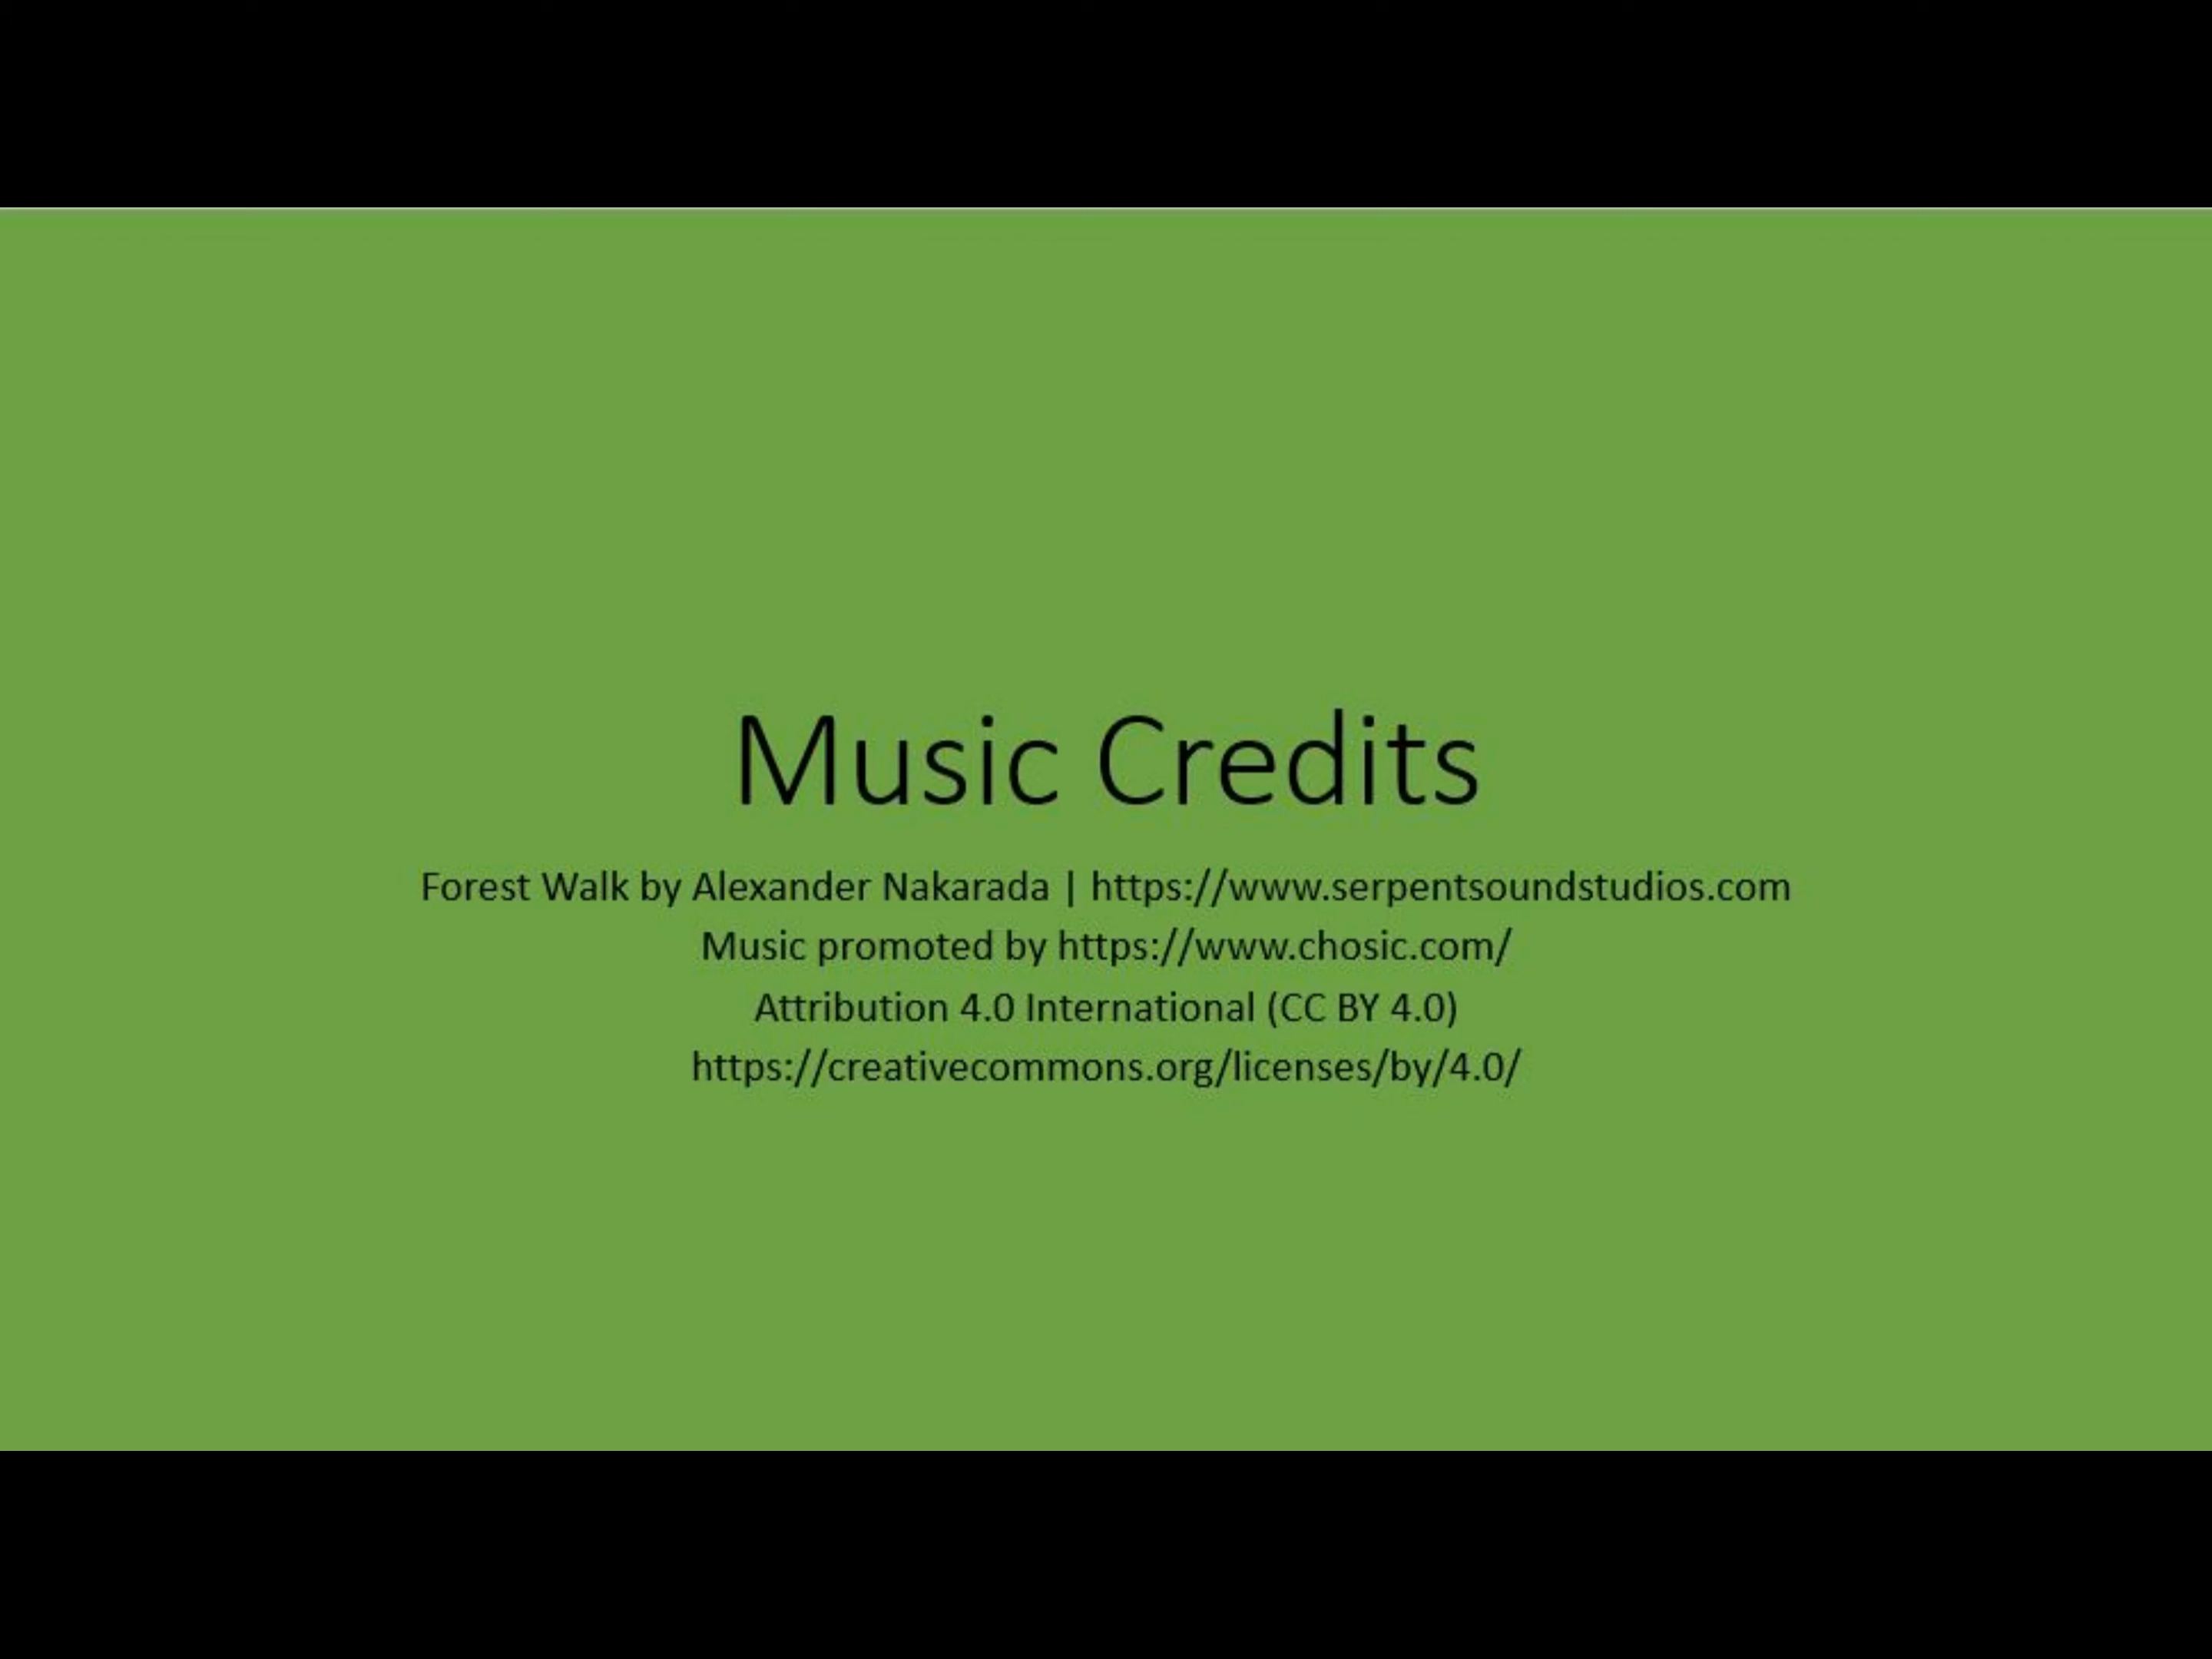 Music Credits
Forest Walk by Alexander Nakarada | https://www.serpentsoundstudios.com
Music promoted by https://www.chosic.com/
Attribution 4.0 International (CC BY 4.0)
https://creativecommons.org/licenses/by/4.0/